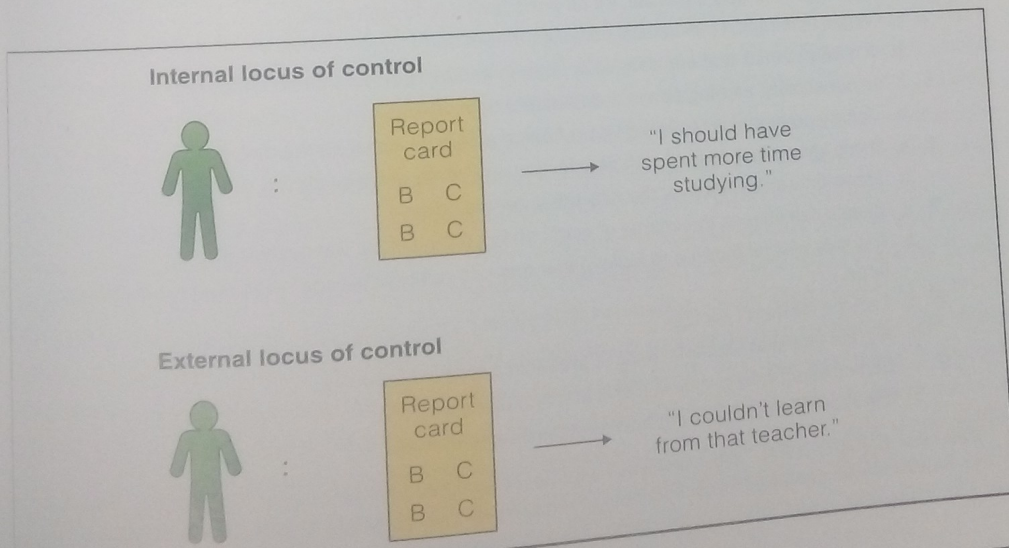 Internal locus of control
:
Report
card
B C
B C
“I should have
spent more time
studying.”
External locus of control
:
Report
card
B C
B C
“I couldn’t learn
from that teacher.”